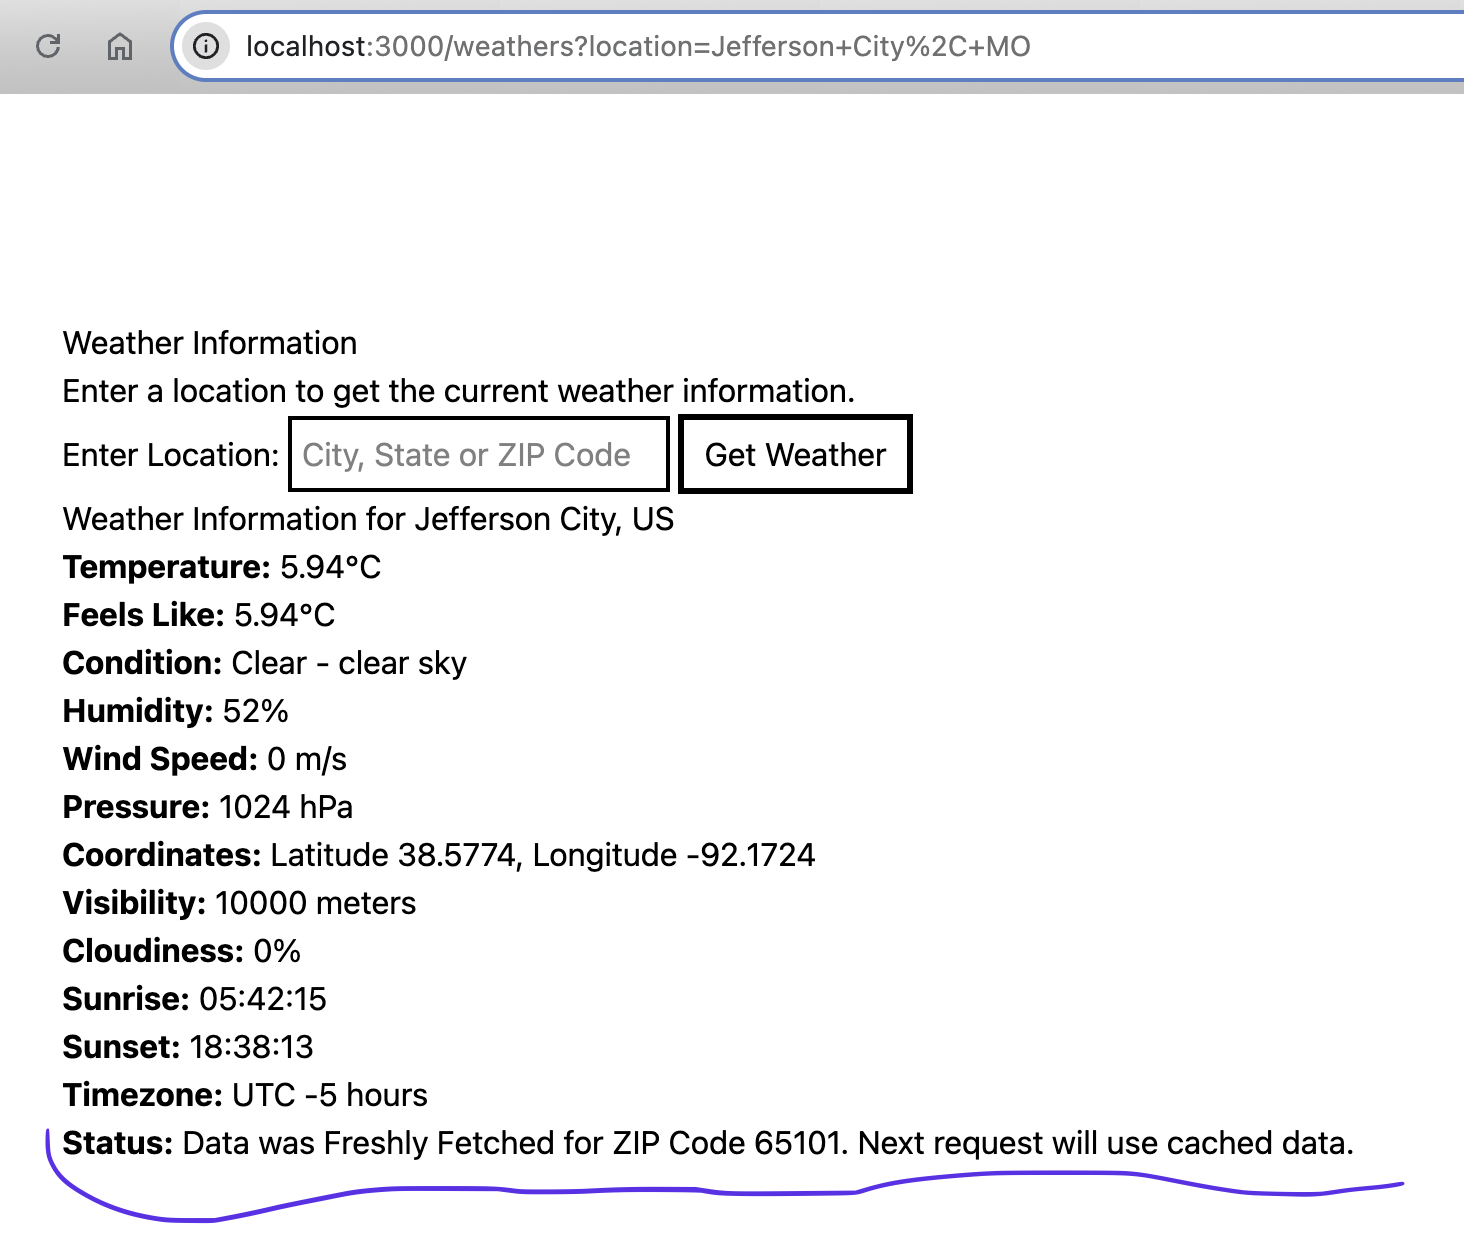 localhost:3000/weathers?location=Jefferson+City%2C+MO
Weather Information
Enter a location to get the current weather information.
Enter Location: City, State or ZIP Code Get Weather
Weather Information for Jefferson City, US
Temperature: 5.94°C
Feels Like: 5.94°C
Condition: Clear - clear sky
Humidity: 52%
Wind Speed: 0 m/s
Pressure: 1024 hPa
Coordinates: Latitude 38.5774, Longitude -92.1724
Visibility: 10000 meters
Cloudiness: 0%
Sunrise: 05:42:15
Sunset: 18:38:13
Timezone: UTC -5 hours
Status: Data was Freshly Fetched for ZIP Code 65101. Next request will use cached data.